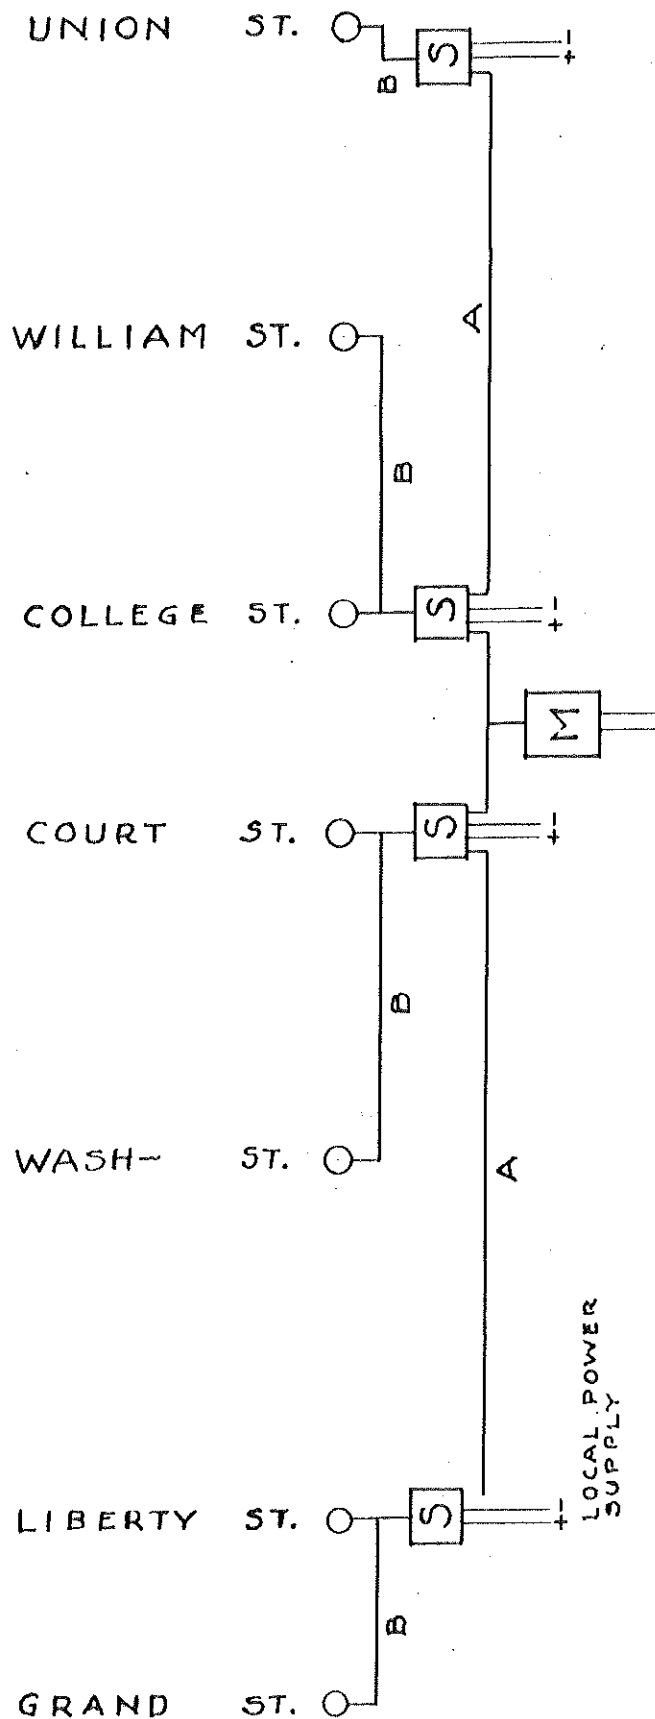 UNION ST.
S
- +
B
A
WILLIAM ST.
B
COLLEGE ST.
S
- +
M
COURT ST.
S
- +
B
WASH~ ST.
A
LOCAL POWER
SUPPLY
LIBERTY ST.
S
- +
B
GRAND ST.